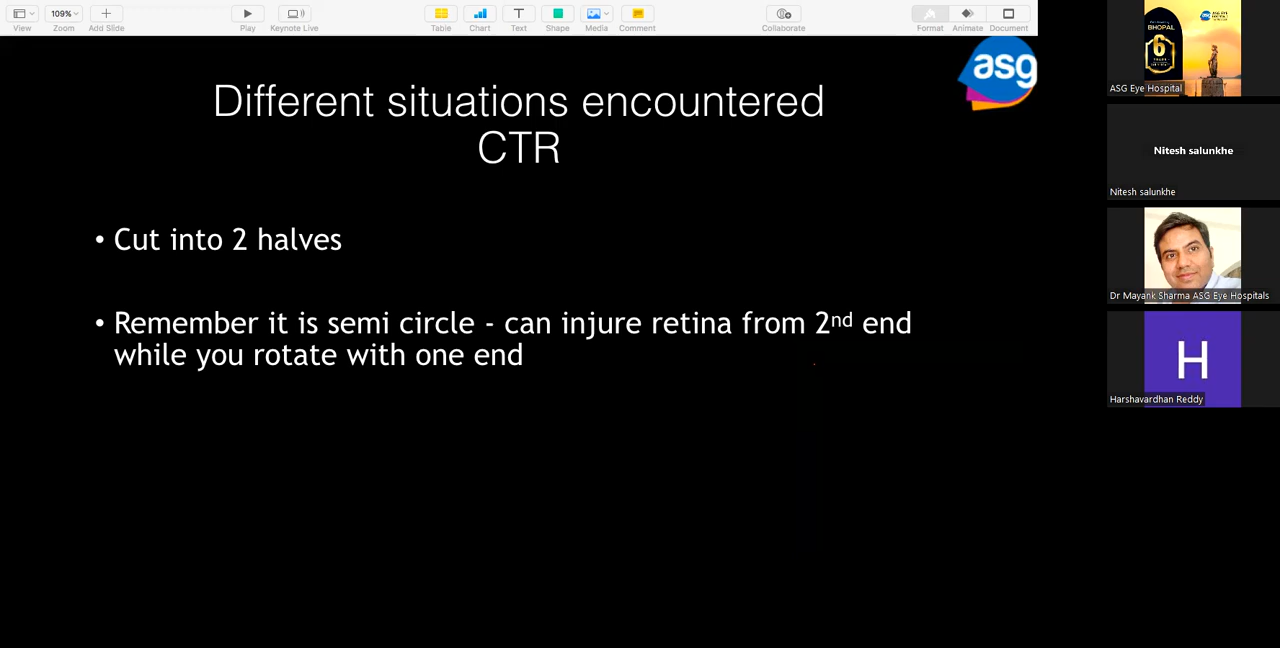 109%
View
Zoom
Add Slide
Play
Keynote Live
Table
Chart
Text
Shape
Media
Comment
Collaborate
Format
Animate
Document
asg
Different situations encountered
CTR
• Cut into 2 halves
• Remember it is semi circle - can injure retina from 2nd end
while you rotate with one end
BHOPAL
6
YEARS
ASG Eye Hospital
Nitesh salunkhe
Nitesh salunkhe
Dr Mayank Sharma ASG Eye Hospitals
H
Harshavardhan Reddy